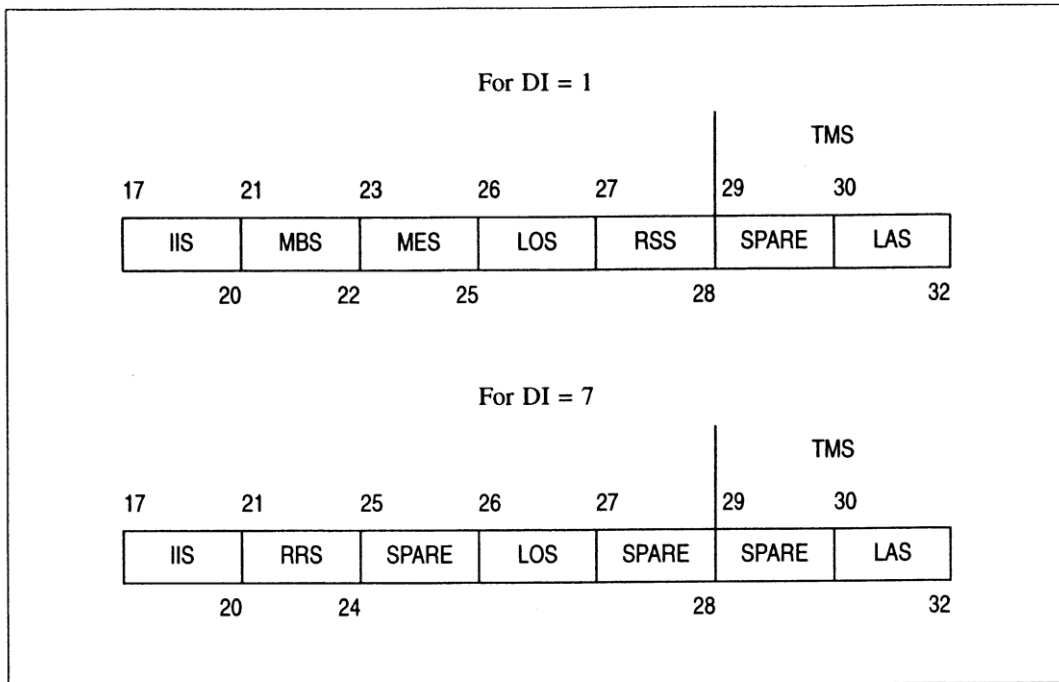 For DI = 1
TMS
17 21 23 26 27 29 30
IIS MBS MES LOS RSS SPARE LAS
20 22 25 28 32
For DI = 7
TMS
17 21 25 26 27 29 30
IIS RRS SPARE LOS SPARE SPARE LAS
20 24 28 32